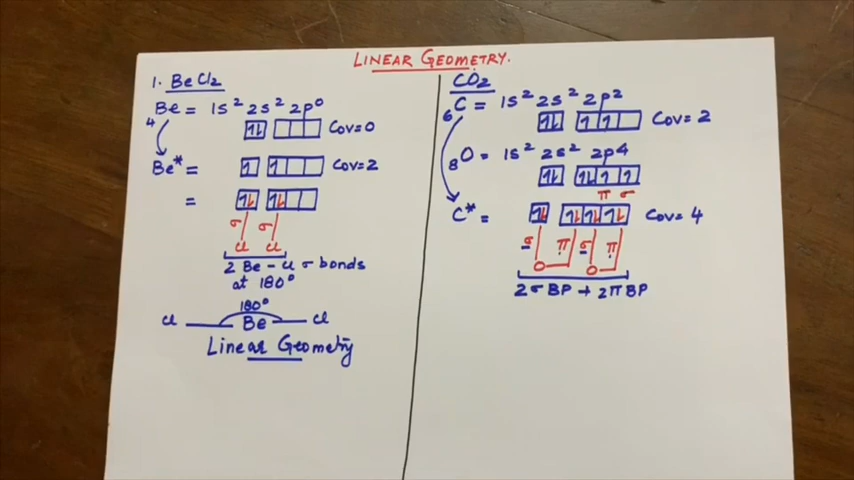 LINEAR GEOMETRY.
1. BeCl2
4Be = 1s² 2s² 2p⁰
↑↓ Cov=0
Be* = ↑ ↑ Cov=2
= ↑↓ ↑↓
σ σ
Cl Cl
2 Be-Cl σ bonds
at 180°
180°
Cl Be Cl
Linear Geometry
CO2
6C = 1s² 2s² 2p²
↑↓ ↑ ↑ Cov=2
8O = 1s² 2s² 2p4
↑↓ ↑↓ ↑ ↑
π σ
C* = ↑↓ ↑↓ ↑↓ ↑↓ Cov=4
σ π σ π
O O
2σ BP + 2π BP